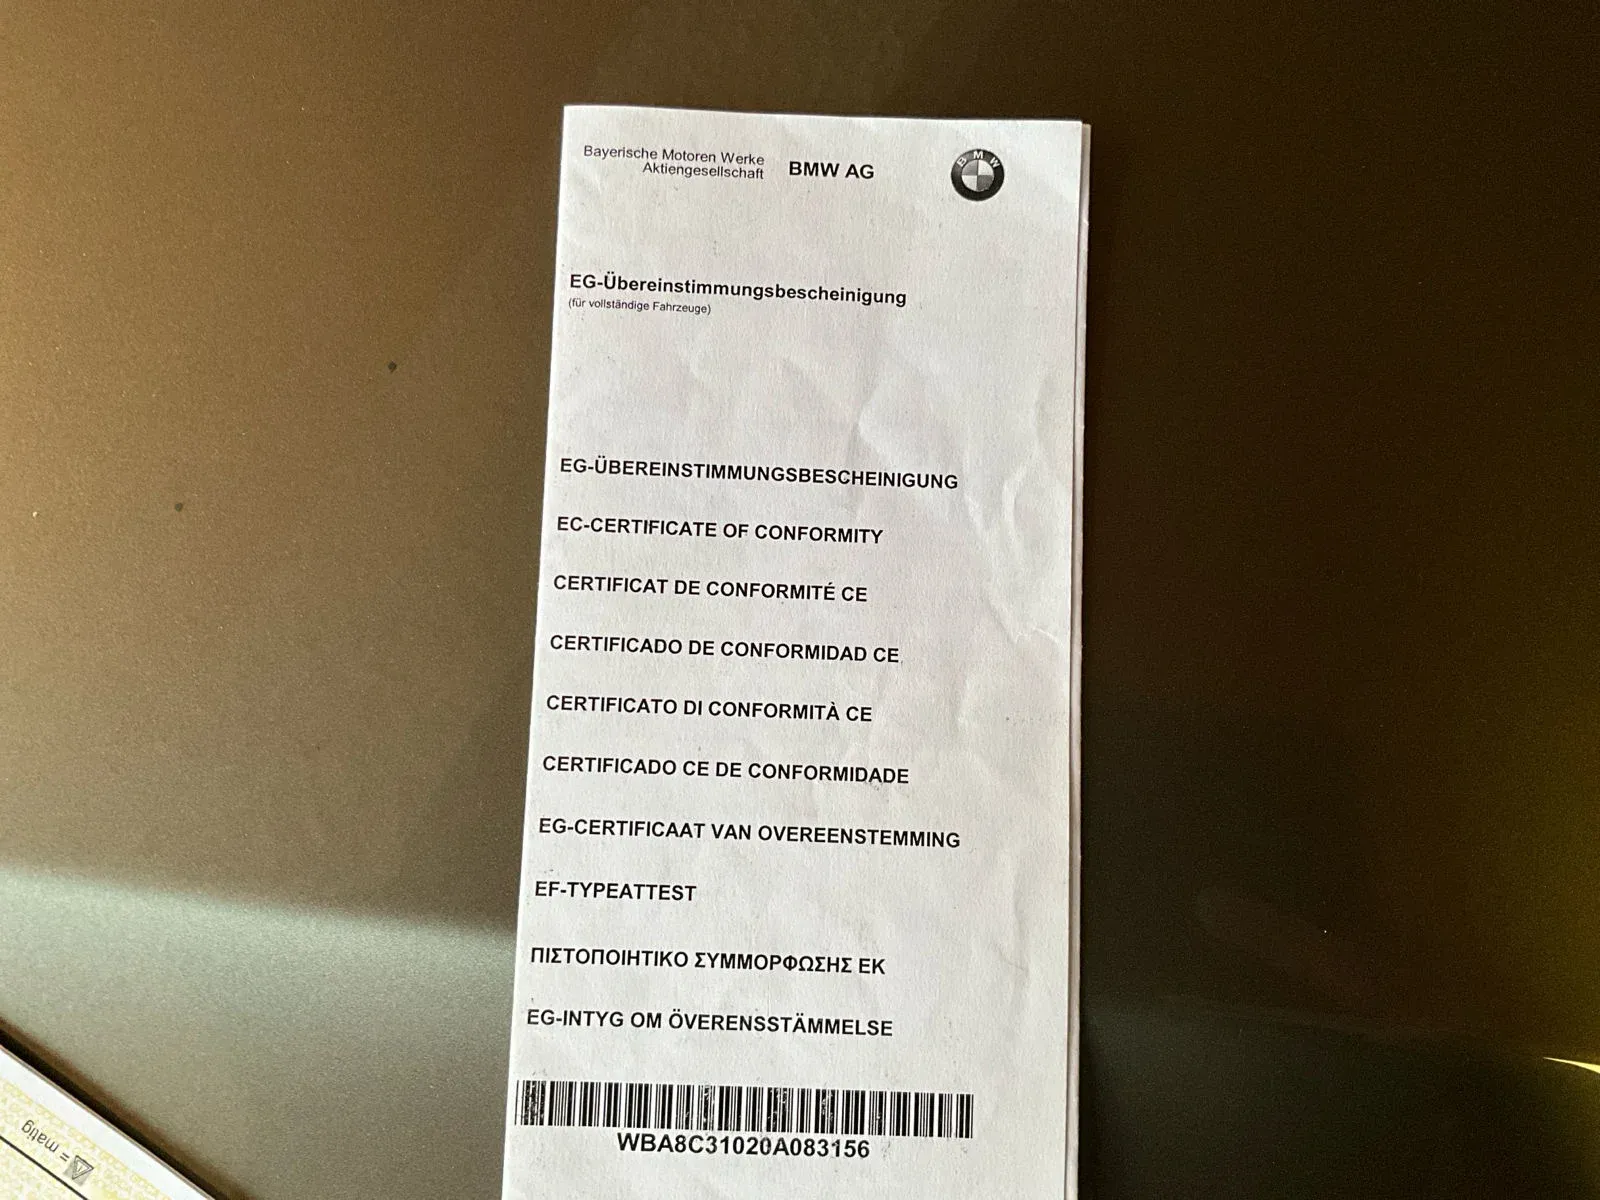 Bayerische Motoren Werke
Aktiengesellschaft
BMW AG
BMW
EG-Übereinstimmungsbescheinigung
(für vollständige Fahrzeuge)
EG-ÜBEREINSTIMMUNGSBESCHEINIGUNG
EC-CERTIFICATE OF CONFORMITY
CERTIFICAT DE CONFORMITÉ CE
CERTIFICADO DE CONFORMIDAD CE
CERTIFICATO DI CONFORMITÀ CE
CERTIFICADO CE DE CONFORMIDADE
EG-CERTIFICAAT VAN OVEREENSTEMMING
EF-TYPEATTEST
ΠΙΣΤΟΠΟΙΗΤΙΚΟ ΣΥΜΜΟΡΦΩΣΗΣ ΕΚ
EG-INTYG OM ÖVERENSSTÄMMELSE
WBA8C31020A083156
= matig